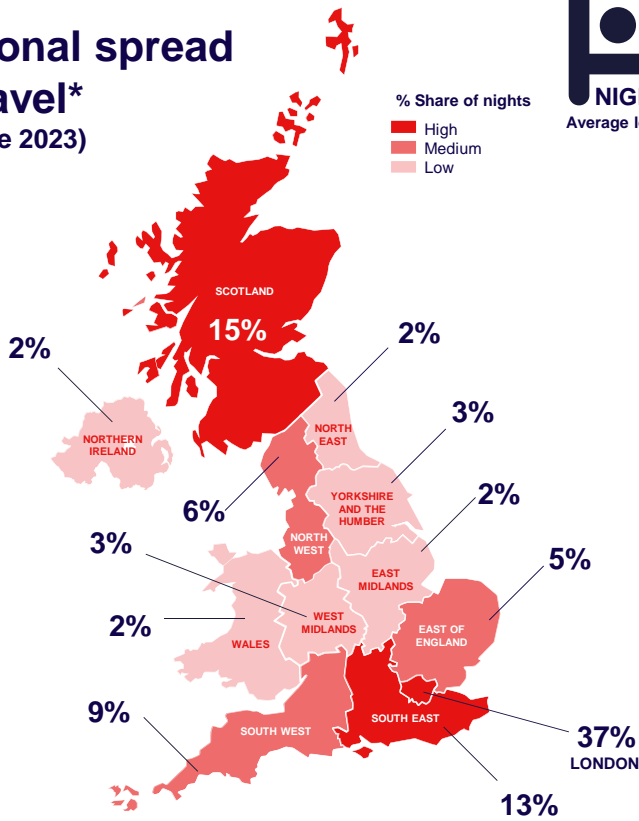 onal spread
avel*
e 2023)
% Share of nights
High
Medium
Low
NIG
Average l
SCOTLAND
15%
2%
NORTHERN
IRELAND
2%
NORTH
EAST
3%
YORKSHIRE
AND THE
HUMBER
6%
NORTH
WEST
2%
EAST
MIDLANDS
3%
WEST
MIDLANDS
5%
EAST OF
ENGLAND
2%
WALES
9%
SOUTH WEST
SOUTH EAST
37%
LONDON
13%